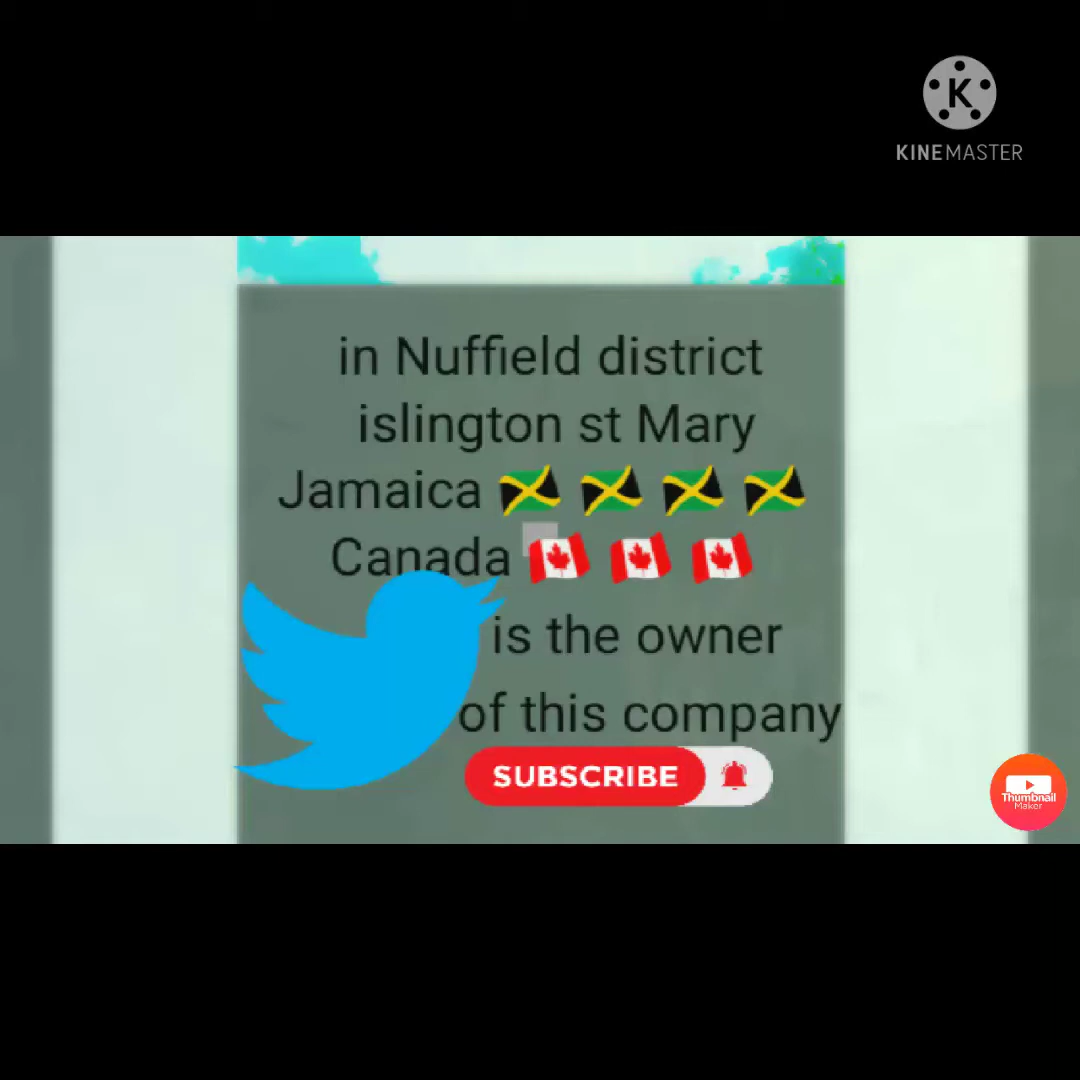 K
KINEMASTER
in Nuffield district
islington st Mary
Jamaica 🇯🇲 🇯🇲 🇯🇲 🇯🇲
Canada 🇨🇦 🇨🇦 🇨🇦
is the owner
of this company
SUBSCRIBE
Thumbnail
Maker